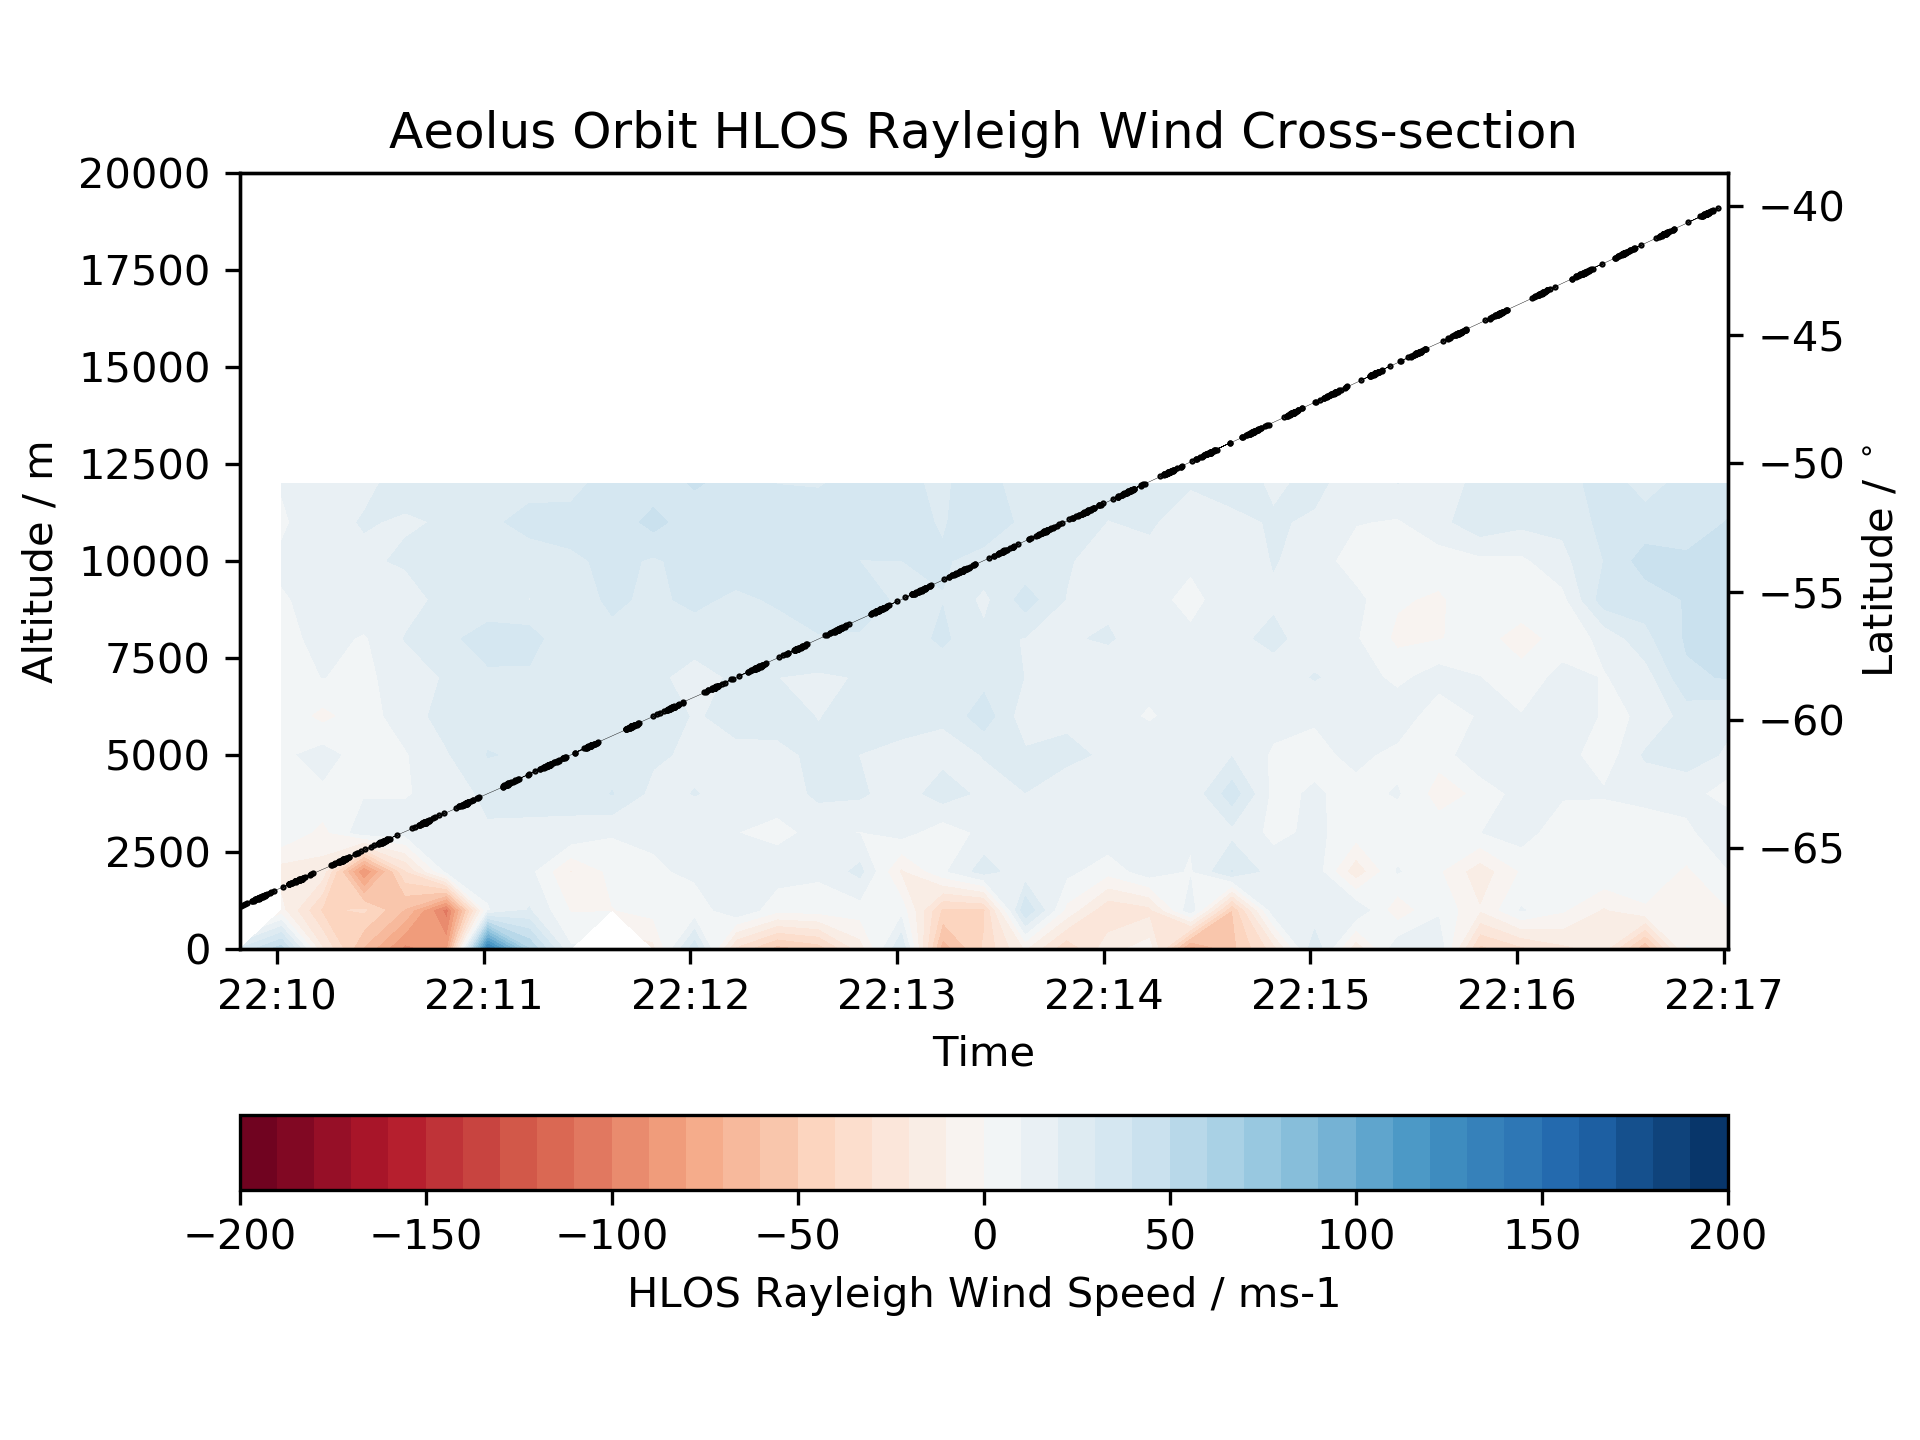 Aeolus Orbit HLOS Rayleigh Wind Cross-section
20000
17500
15000
12500
10000
7500
5000
2500
0
Altitude / m
−40
−45
−50
−55
−60
−65
Latitude / °
22:10 22:11 22:12 22:13 22:14 22:15 22:16 22:17
Time
−200 −150 −100 −50 0 50 100 150 200
HLOS Rayleigh Wind Speed / ms-1